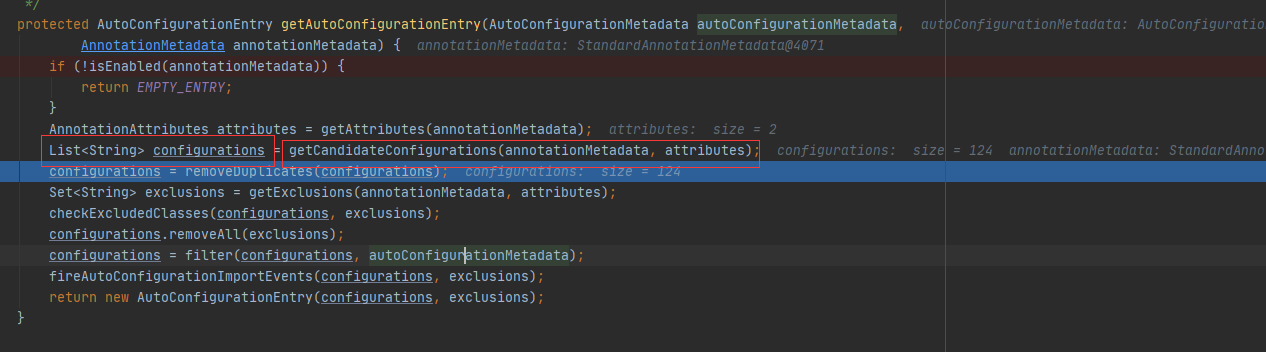 */
protected AutoConfigurationEntry getAutoConfigurationEntry(AutoConfigurationMetadata autoConfigurationMetadata, autoConfigurationMetadata: AutoConfiguration
AnnotationMetadata annotationMetadata) { annotationMetadata: StandardAnnotationMetadata@4071
if (!isEnabled(annotationMetadata)) {
return EMPTY_ENTRY;
}
AnnotationAttributes attributes = getAttributes(annotationMetadata); attributes: size = 2
List<String> configurations = getCandidateConfigurations(annotationMetadata, attributes); configurations: size = 124 annotationMetadata: StandardAnno
configurations = removeDuplicates(configurations); configurations: size = 124
Set<String> exclusions = getExclusions(annotationMetadata, attributes);
checkExcludedClasses(configurations, exclusions);
configurations.removeAll(exclusions);
configurations = filter(configurations, autoConfigurationMetadata);
fireAutoConfigurationImportEvents(configurations, exclusions);
return new AutoConfigurationEntry(configurations, exclusions);
}